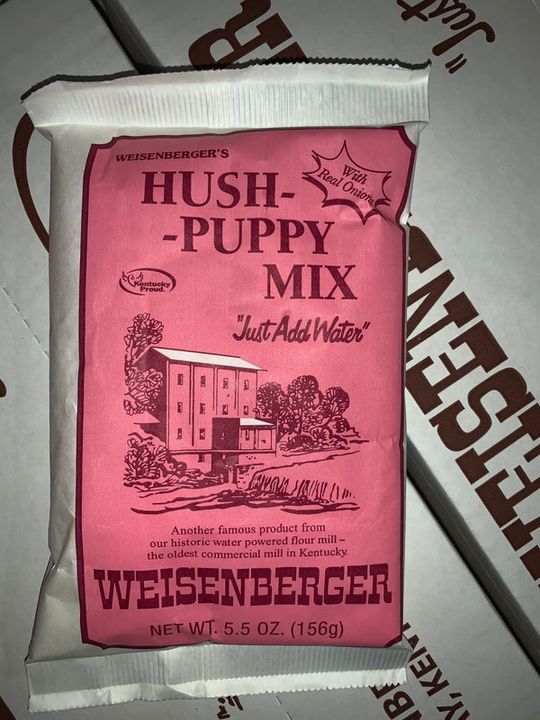 WEISENBERGER'S
HUSH-
-PUPPY
MIX
With
Real Onions
Kentucky
Proud.
"Just Add Water"
Another famous product from
our historic water powered flour mill –
the oldest commercial mill in Kentucky.
WEISENBERGER
NET WT. 5.5 OZ. (156g)
"Just